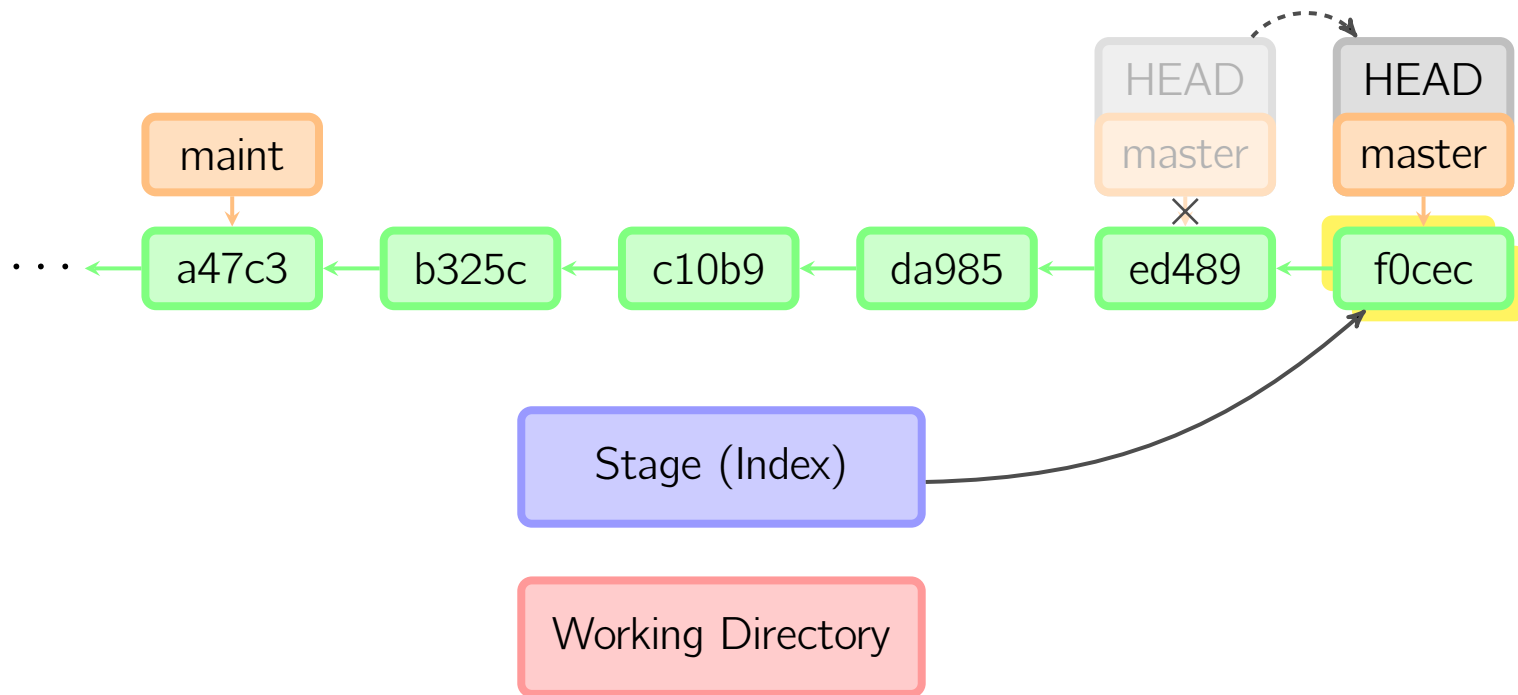 HEAD
HEAD
maint
master
master
. . .
a47c3
b325c
c10b9
da985
ed489
f0cec
Stage (Index)
Working Directory